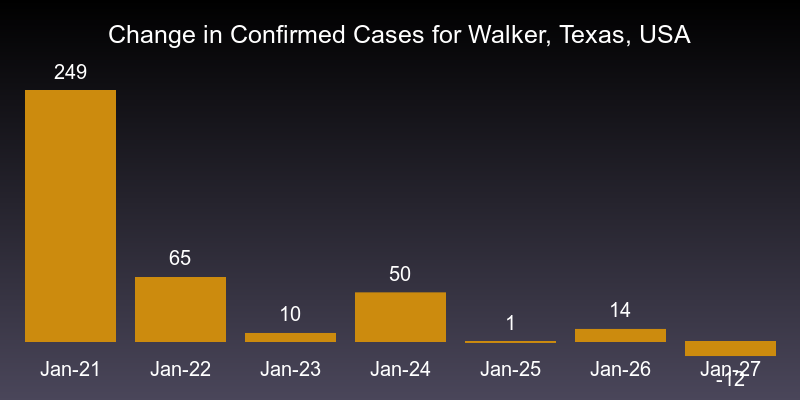 Change in Confirmed Cases for Walker, Texas, USA
249
65
10
50
1
14
-12
Jan-21
Jan-22
Jan-23
Jan-24
Jan-25
Jan-26
Jan-27